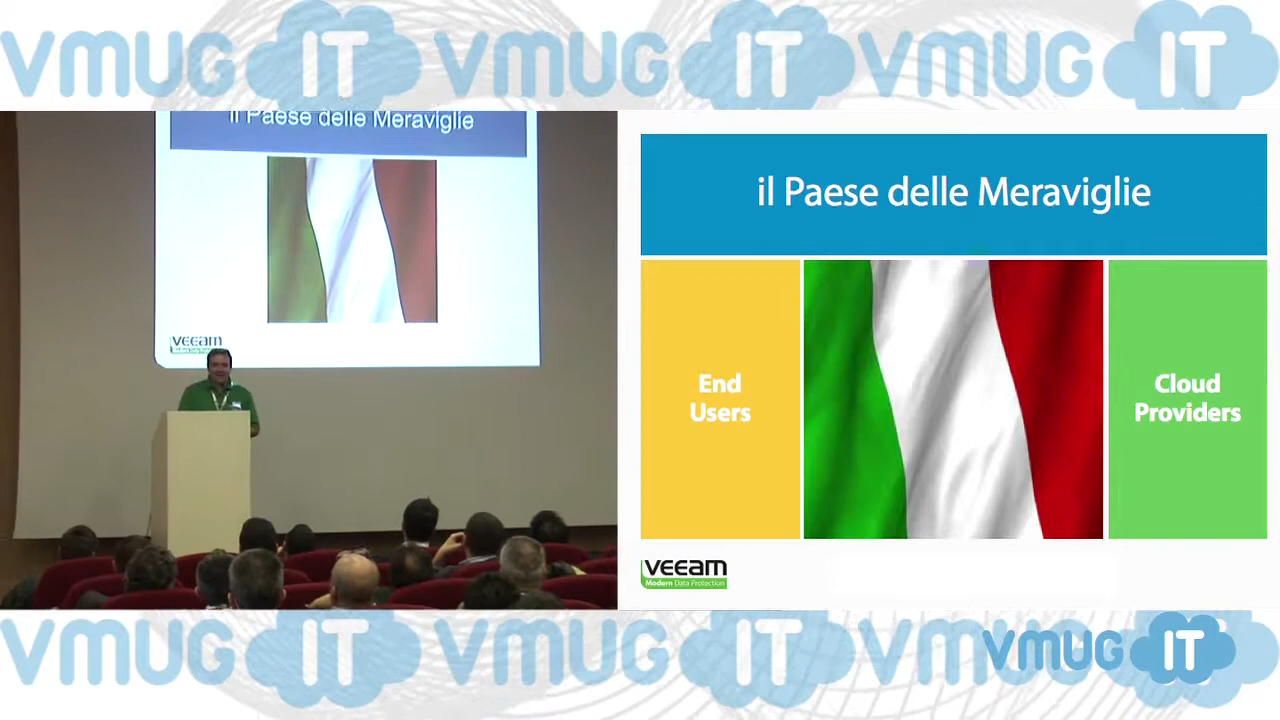 VMUG IT VMUG IT VMUG IT
il Paese delle Meraviglie
veeam
il Paese delle Meraviglie
End
Users
Cloud
Providers
veeam
Modern Data Protection
VMUG IT VMUG IT VM VMUG IT